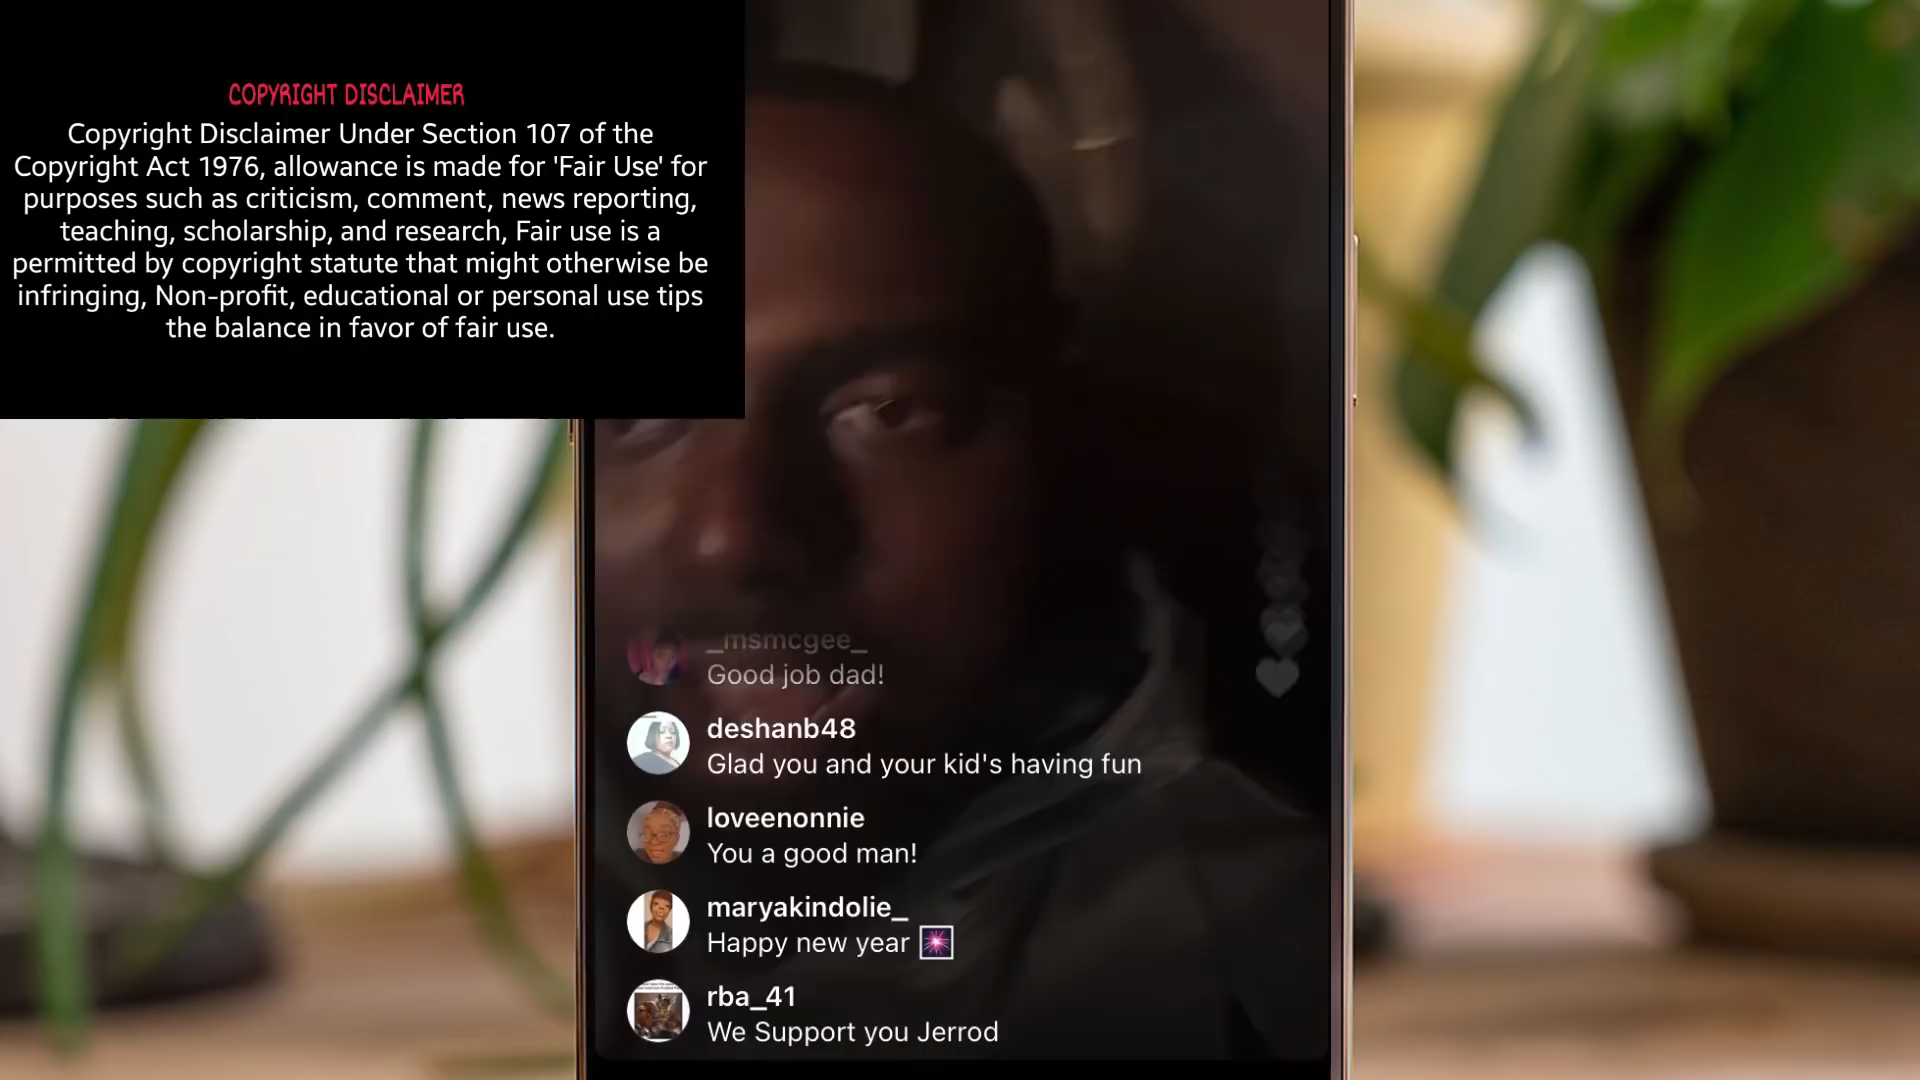 COPYRIGHT DISCLAIMER
Copyright Disclaimer Under Section 107 of the
Copyright Act 1976, allowance is made for 'Fair Use' for
purposes such as criticism, comment, news reporting,
teaching, scholarship, and research, Fair use is a
permitted by copyright statute that might otherwise be
infringing, Non-profit, educational or personal use tips
the balance in favor of fair use.
_msmcgee_
Good job dad!
deshanb48
Glad you and your kid's having fun
loveenonnie
You a good man!
maryakindolie_
Happy new year 🎆
rba_41
We Support you Jerrod